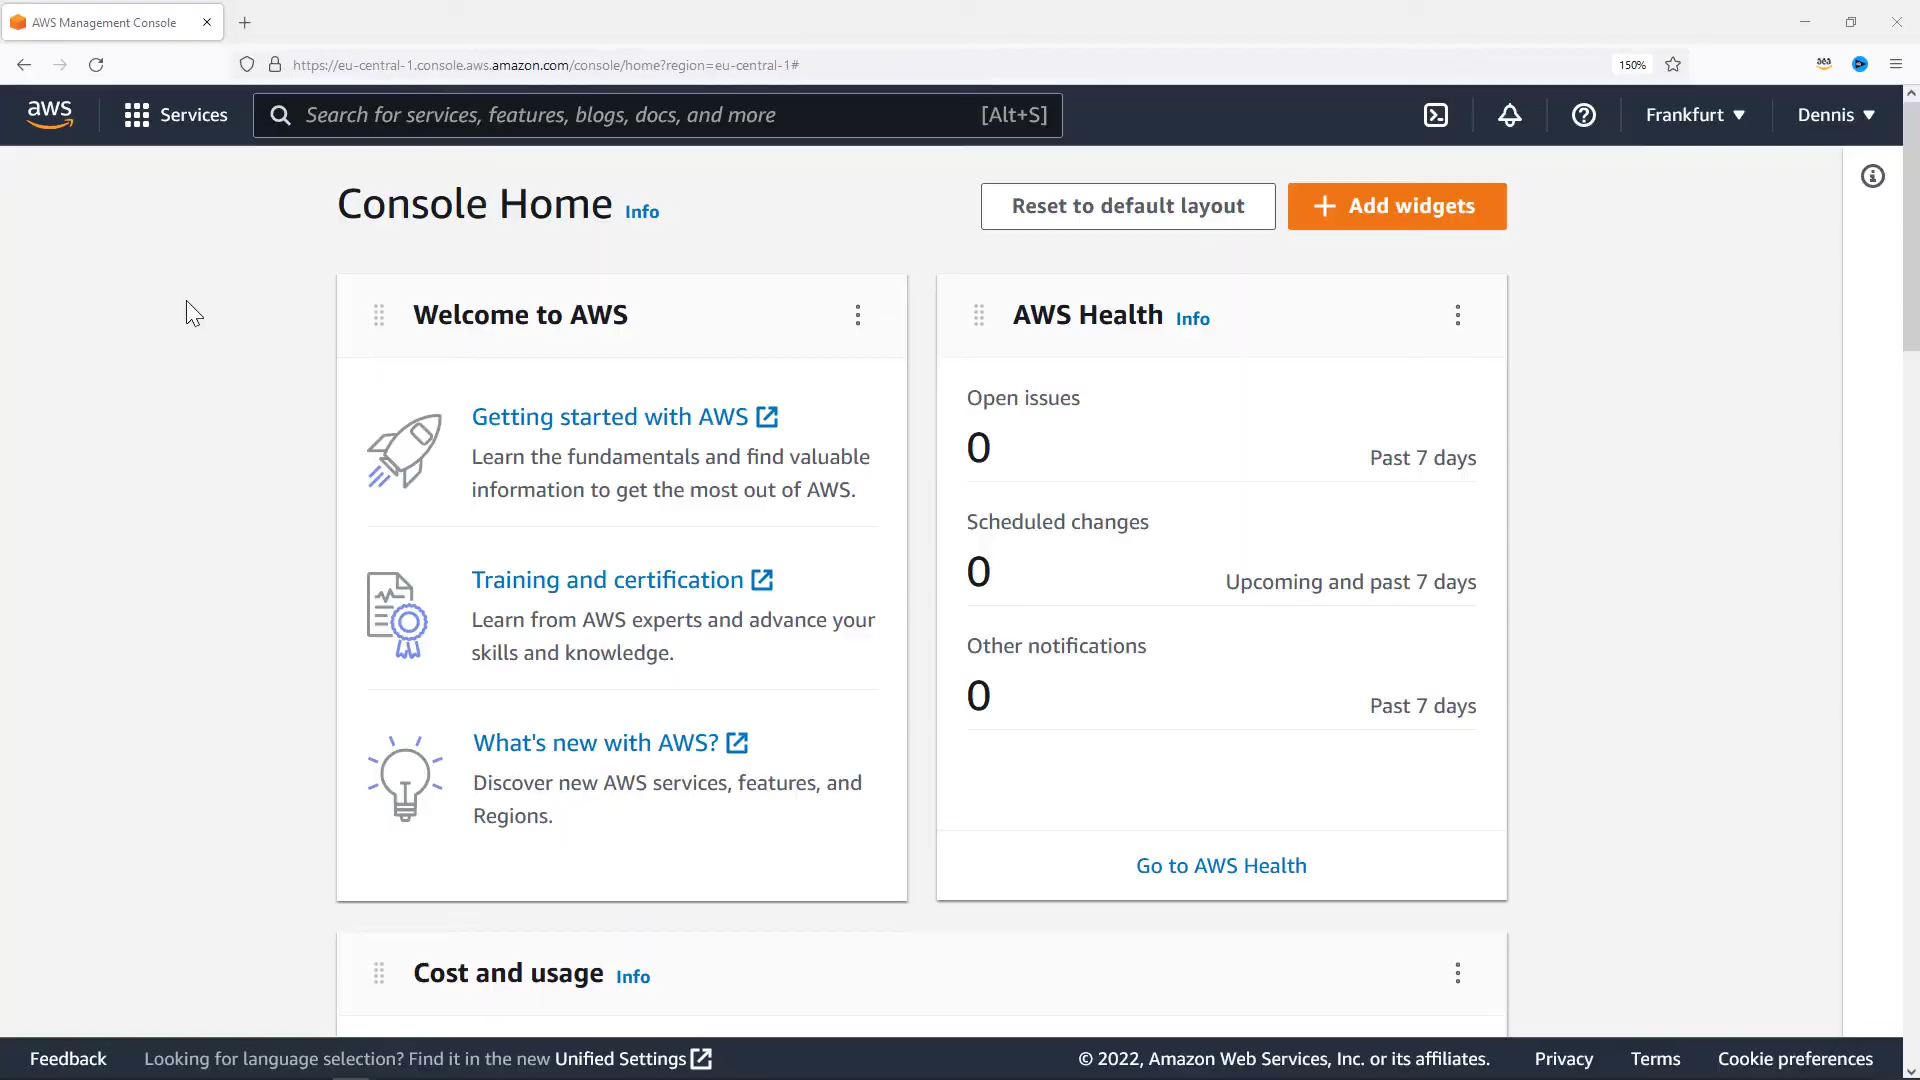 AWS Management Console
https://eu-central-1.console.aws.amazon.com/console/home?region=eu-central-1#
150%
aws
Services
Search for services, features, blogs, docs, and more
[Alt+S]
Frankfurt
Dennis
Console Home Info
Reset to default layout
Add widgets
Welcome to AWS
Getting started with AWS
Learn the fundamentals and find valuable
information to get the most out of AWS.
Training and certification
Learn from AWS experts and advance your
skills and knowledge.
What's new with AWS?
Discover new AWS services, features, and
Regions.
AWS Health Info
Open issues
0
Past 7 days
Scheduled changes
0
Upcoming and past 7 days
Other notifications
0
Past 7 days
Go to AWS Health
Cost and usage Info
Feedback
Looking for language selection? Find it in the new Unified Settings
© 2022, Amazon Web Services, Inc. or its affiliates.
Privacy
Terms
Cookie preferences